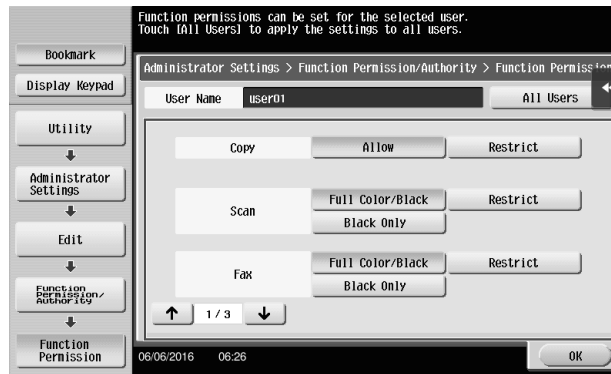 Function permissions can be set for the selected user.
Touch [All Users] to apply the settings to all users.
Bookmark
Display Keypad
Utility
Administrator
Settings
Edit
Function
Permission/
Authority
Function
Permission
Administrator Settings > Function Permission/Authority > Function Permission
User Name user01 All Users
Copy Allow Restrict
Scan Full Color/Black Restrict
Black Only
Fax Full Color/Black Restrict
Black Only
1/3
06/06/2016 06:26 OK